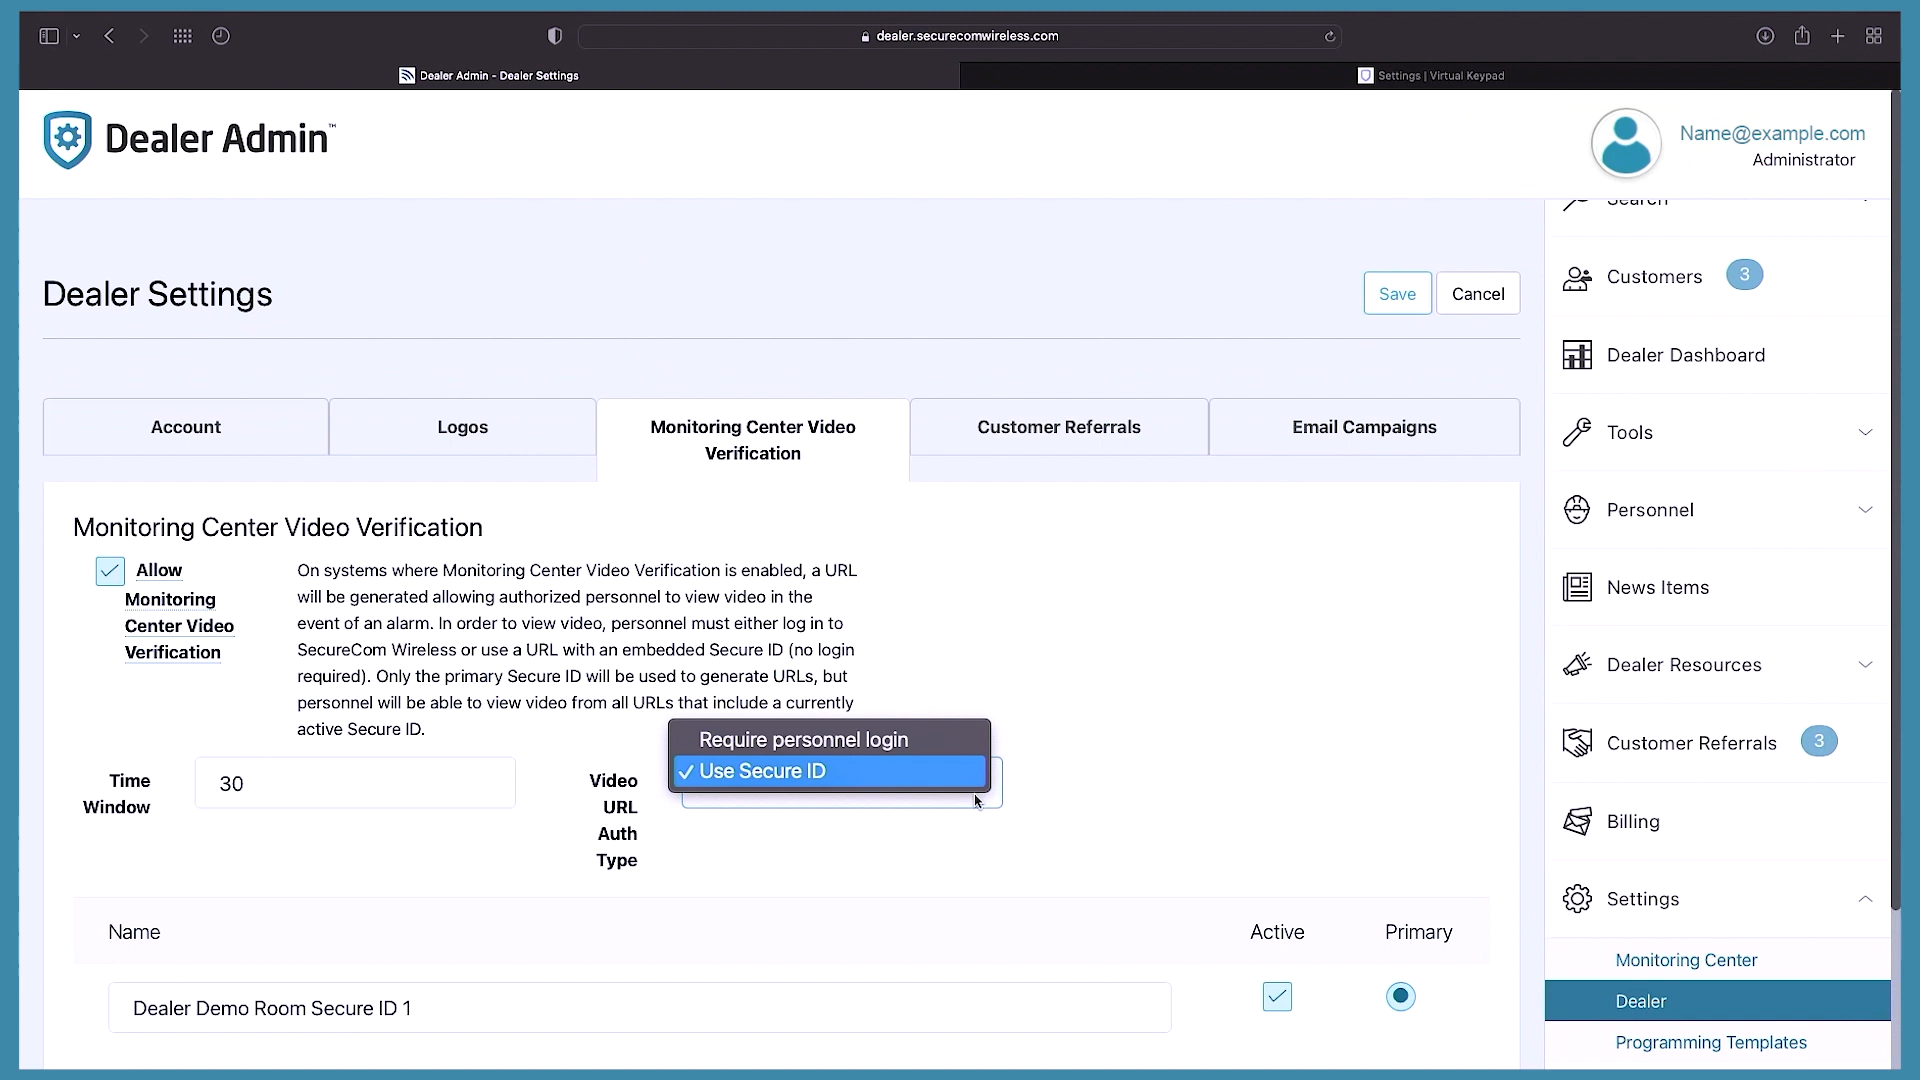 dealer.securecomwireless.com
Dealer Admin - Dealer Settings
Settings | Virtual Keypad
Dealer Admin™
Name@example.com
Administrator
Dealer Settings
Save
Cancel
Account
Logos
Monitoring Center Video
Verification
Customer Referrals
Email Campaigns
Monitoring Center Video Verification
Allow
Monitoring
Center Video
Verification
On systems where Monitoring Center Video Verification is enabled, a URL
will be generated allowing authorized personnel to view video in the
event of an alarm. In order to view video, personnel must either log in to
SecureCom Wireless or use a URL with an embedded Secure ID (no login
required). Only the primary Secure ID will be used to generate URLs, but
personnel will be able to view video from all URLs that include a currently
active Secure ID.
Time
Window
30
Video
URL
Auth
Type
Require personnel login
✓ Use Secure ID
Name
Active
Primary
Dealer Demo Room Secure ID 1
Search
Customers 3
Dealer Dashboard
Tools
Personnel
News Items
Dealer Resources
Customer Referrals 3
Billing
Settings
Monitoring Center
Dealer
Programming Templates